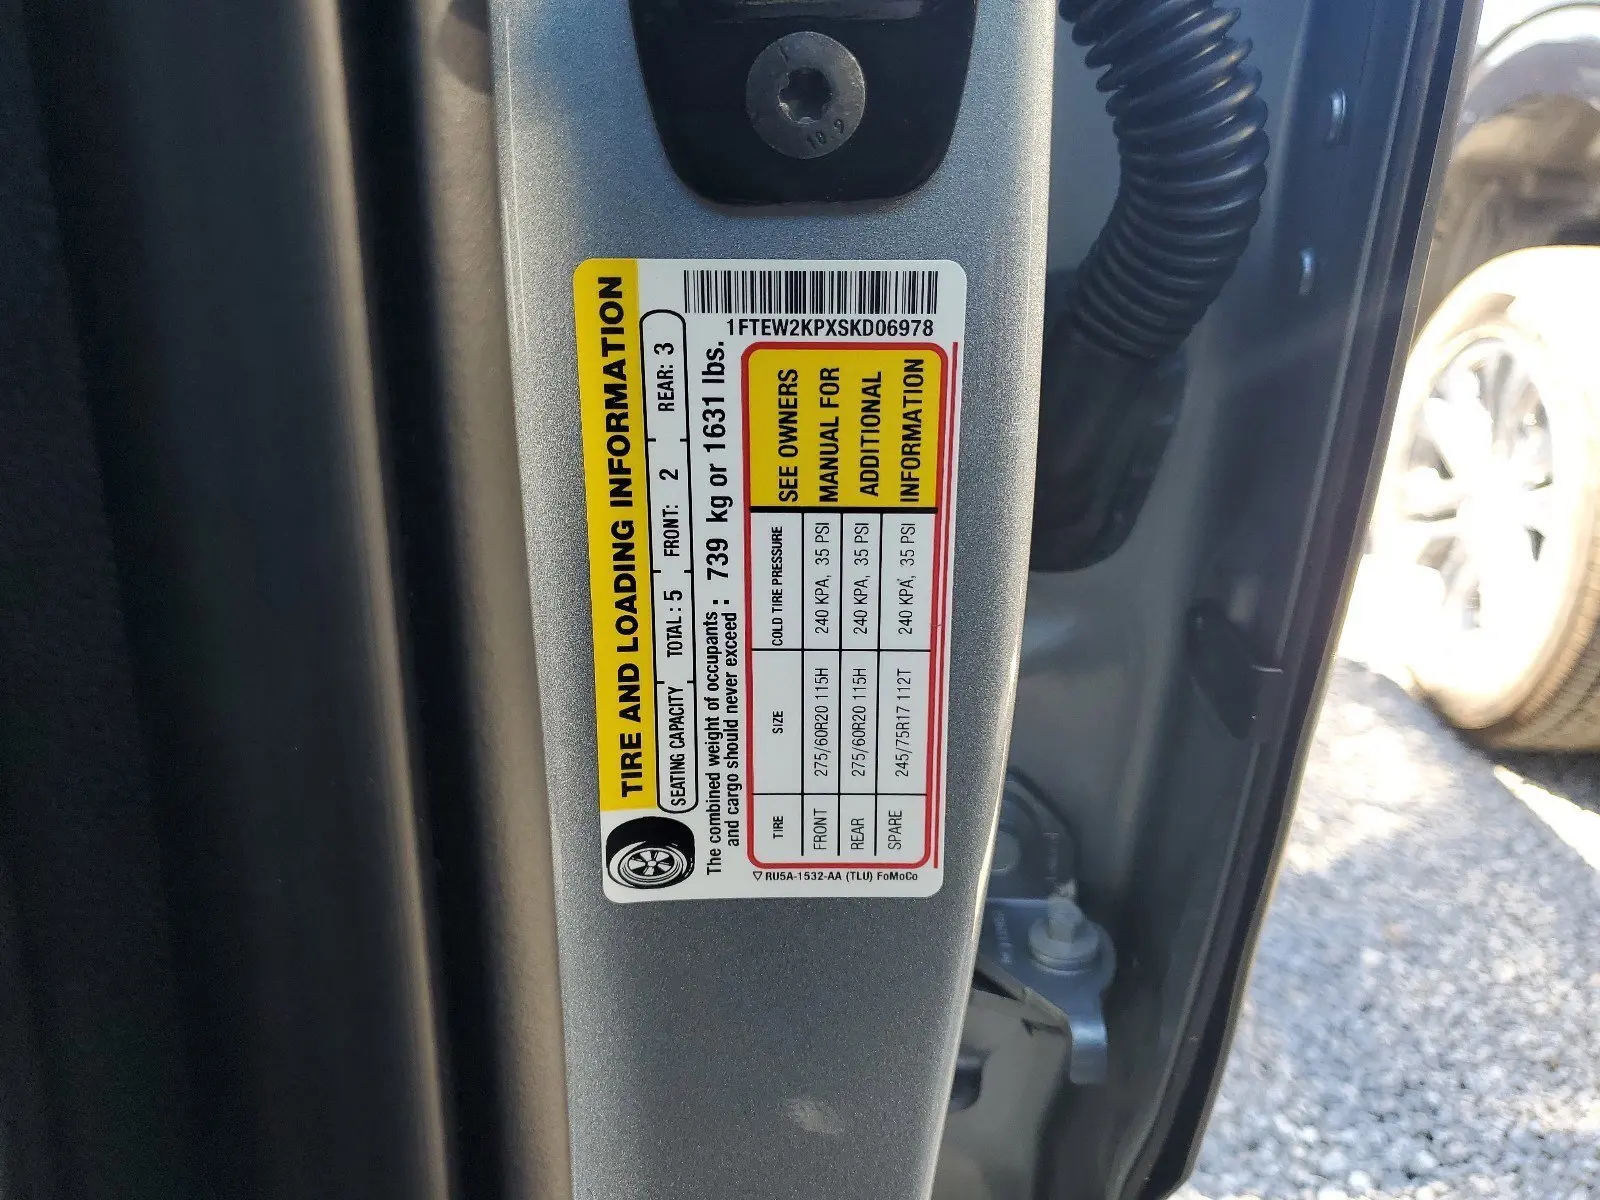 10.9
1FTEW2KPXSKD06978
TIRE AND LOADING INFORMATION
SEATING CAPACITY TOTAL : 5 FRONT: 2 REAR: 3
The combined weight of occupants : 739 kg or 1631 lbs.
and cargo should never exceed :
TIRE SIZE COLD TIRE PRESSURE
FRONT 275/60R20 115H 240 KPA, 35 PSI
REAR 275/60R20 115H 240 KPA, 35 PSI
SPARE 245/75R17 112T 240 KPA, 35 PSI
SEE OWNERS
MANUAL FOR
ADDITIONAL
INFORMATION
RU5A-1532-AA (TLU) FoMoCo